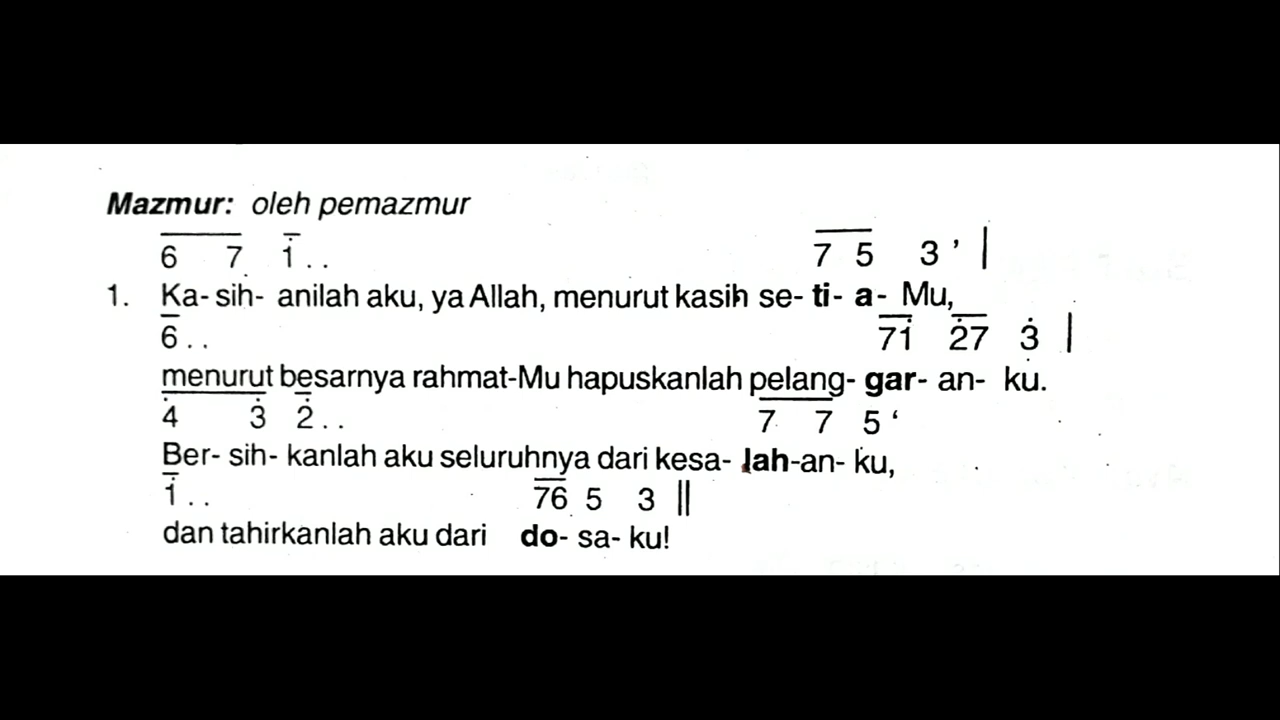 Mazmur: oleh pemazmur
6 7 1̇ . . 7 5 3 ’ |
1. Ka- sih- anilah aku, ya Allah, menurut kasih se- ti- a- Mu,
6 . . 71̇ 2̇7 3̇ |
menurut besarnya rahmat-Mu hapuskanlah pelang- gar- an- ku.
4̇ 3̇ 2̇ . . 7 7 5 ‘
Ber- sih- kanlah aku seluruhnya dari kesa- lah-an- ku,
1̇ . . 76 5 3 ||
dan tahirkanlah aku dari do- sa- ku!